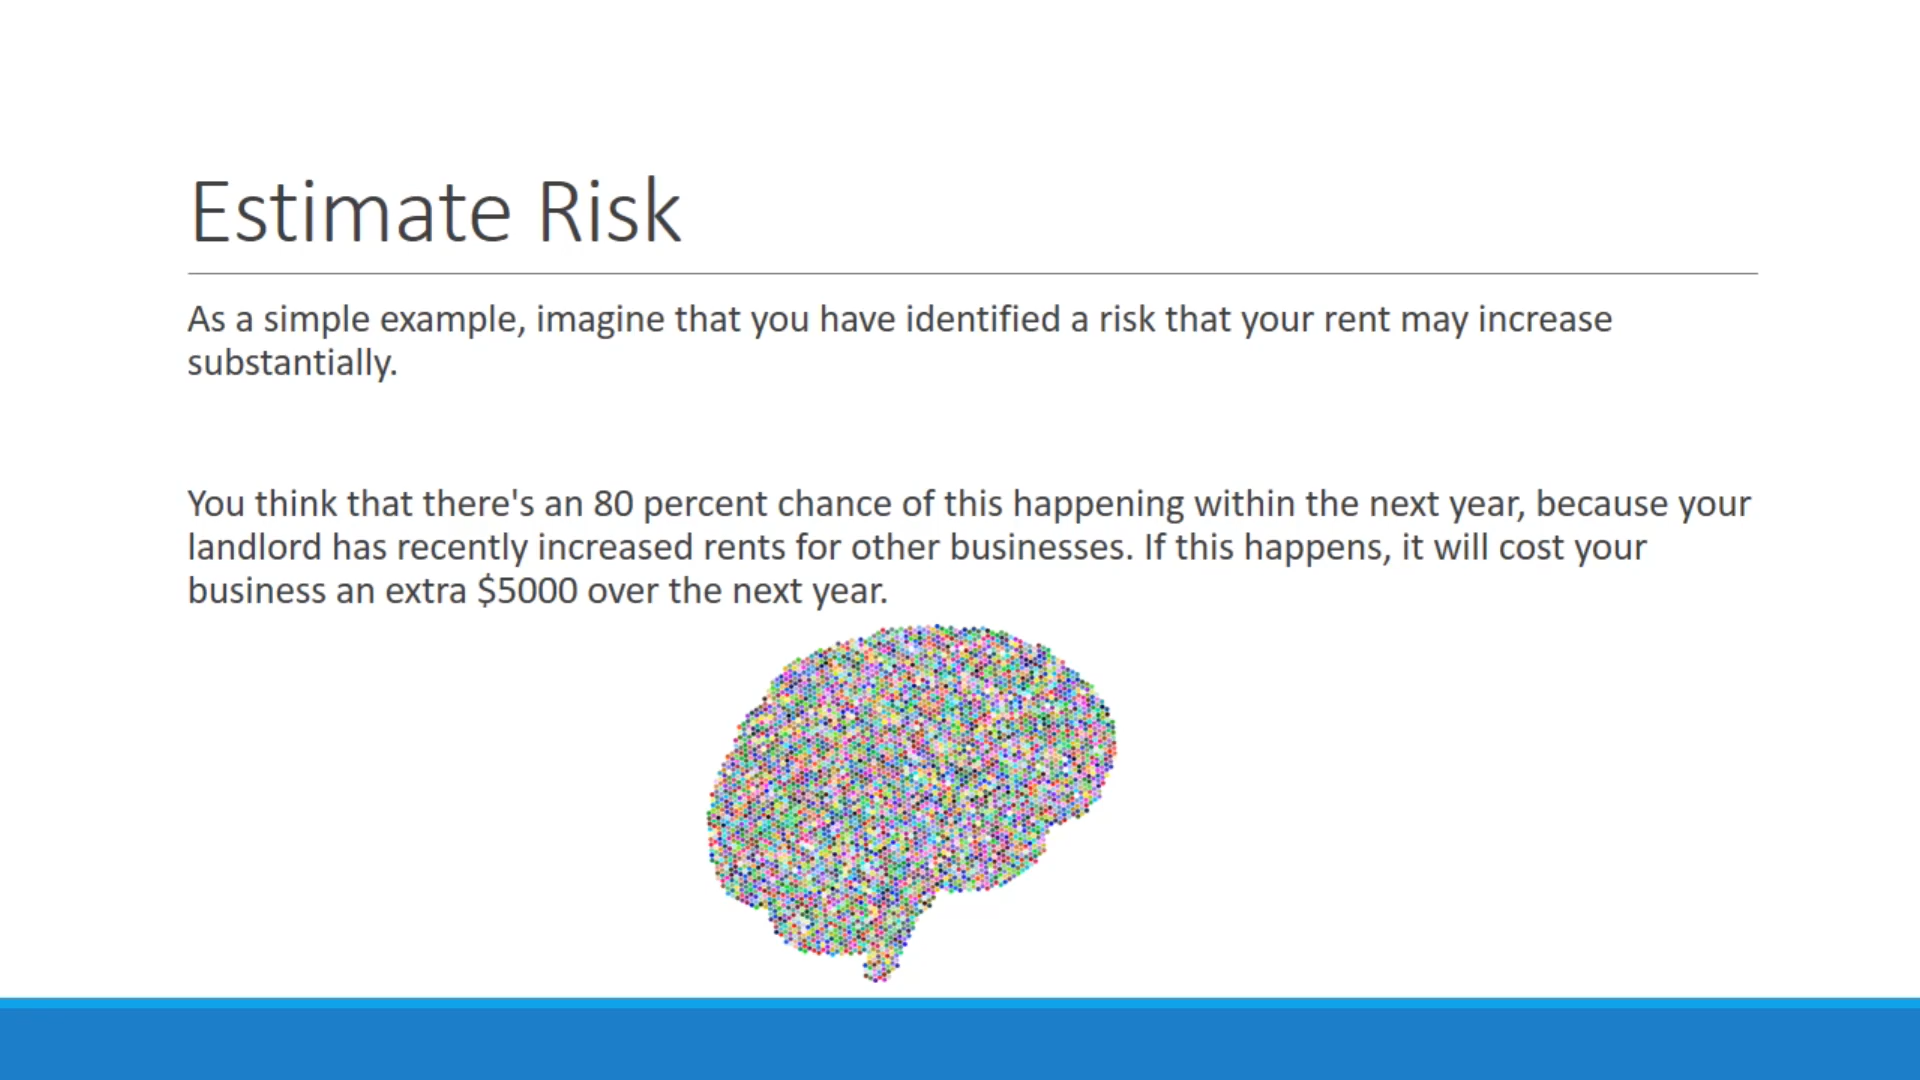 Estimate Risk
As a simple example, imagine that you have identified a risk that your rent may increase
substantially.
You think that there's an 80 percent chance of this happening within the next year, because your
landlord has recently increased rents for other businesses. If this happens, it will cost your
business an extra $5000 over the next year.